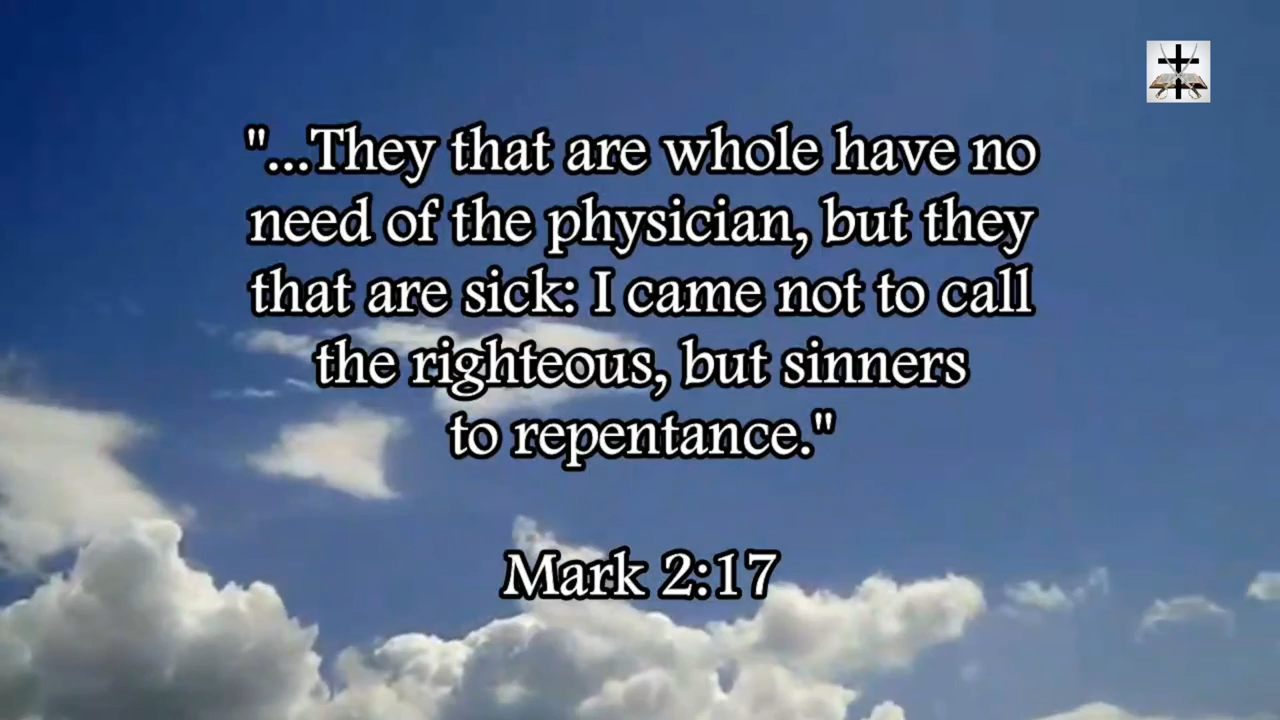 "...They that are whole have no
need of the physician, but they
that are sick: I came not to call
the righteous, but sinners
to repentance."
Mark 2:17